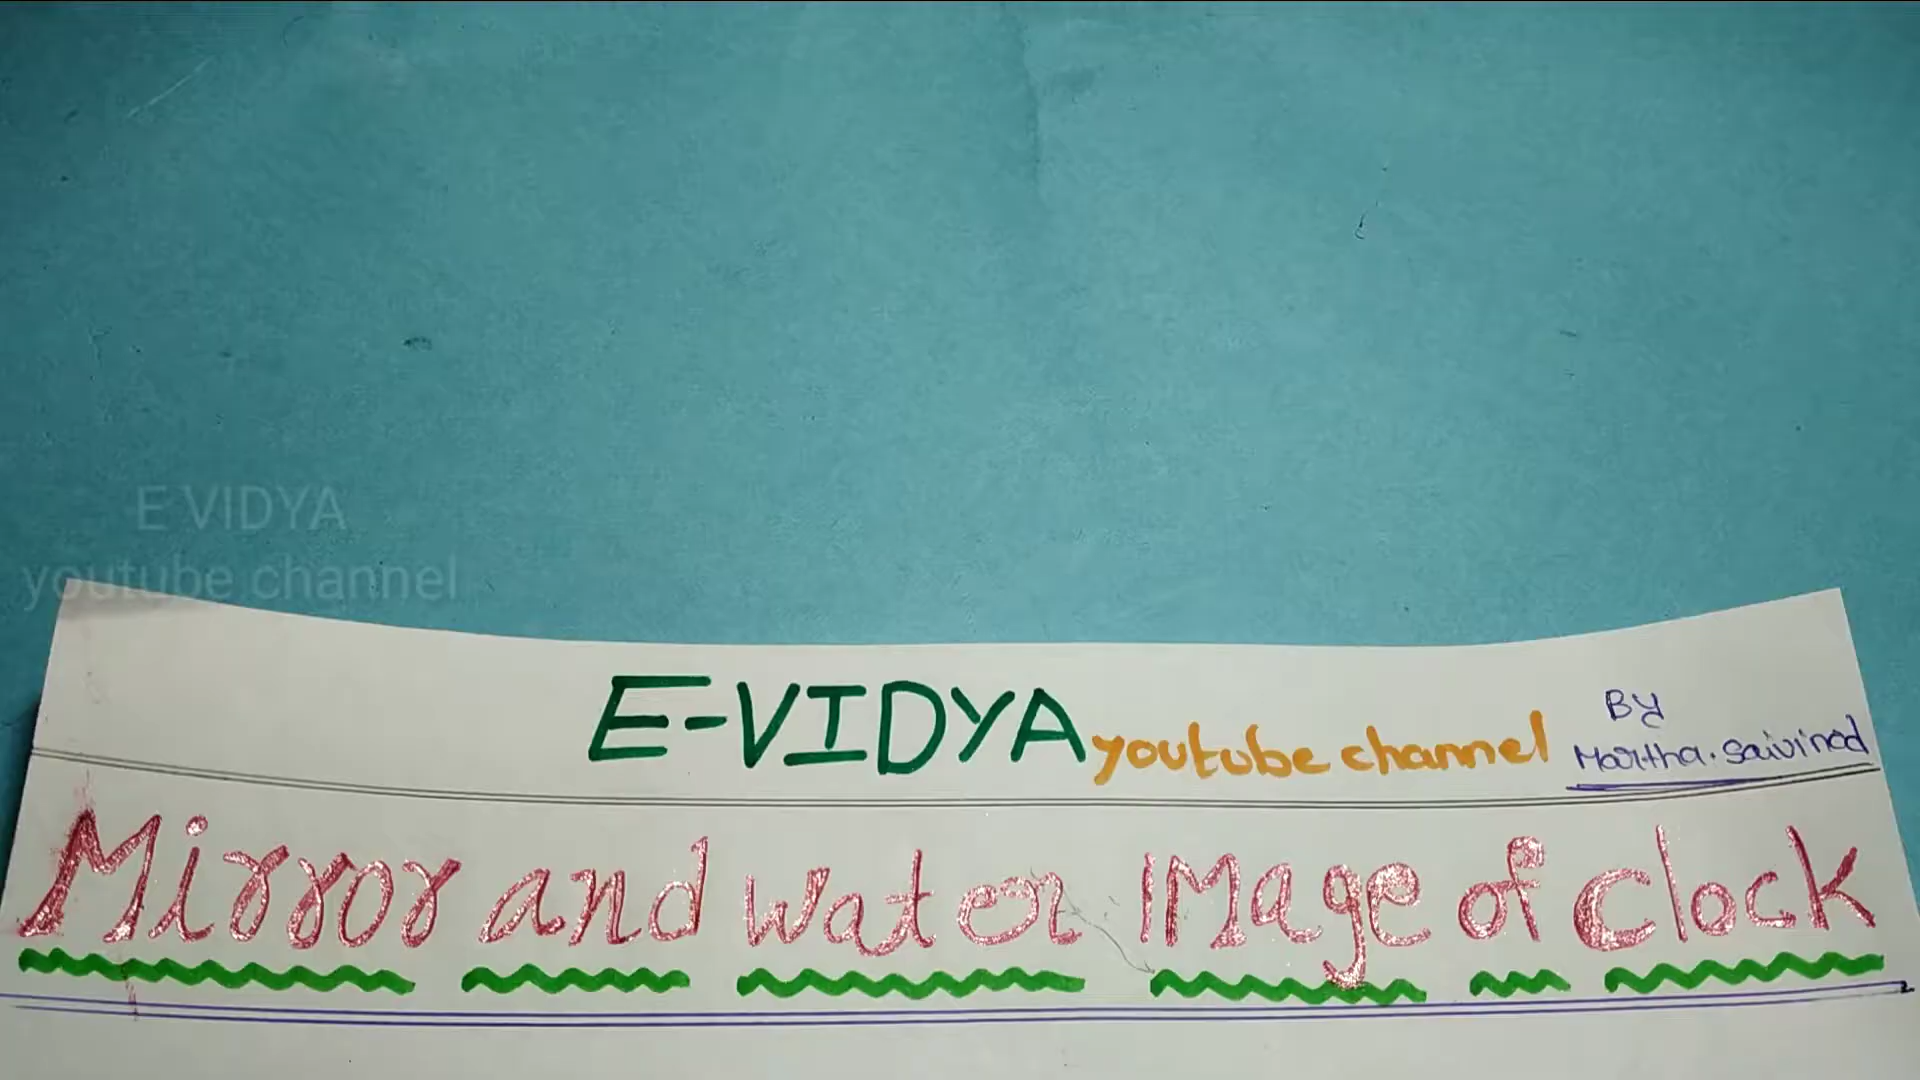 E VIDYA
youtube channel
E-VIDYA youtube channel
By
Martha.Saivinod
Mirror and water IMage of clock